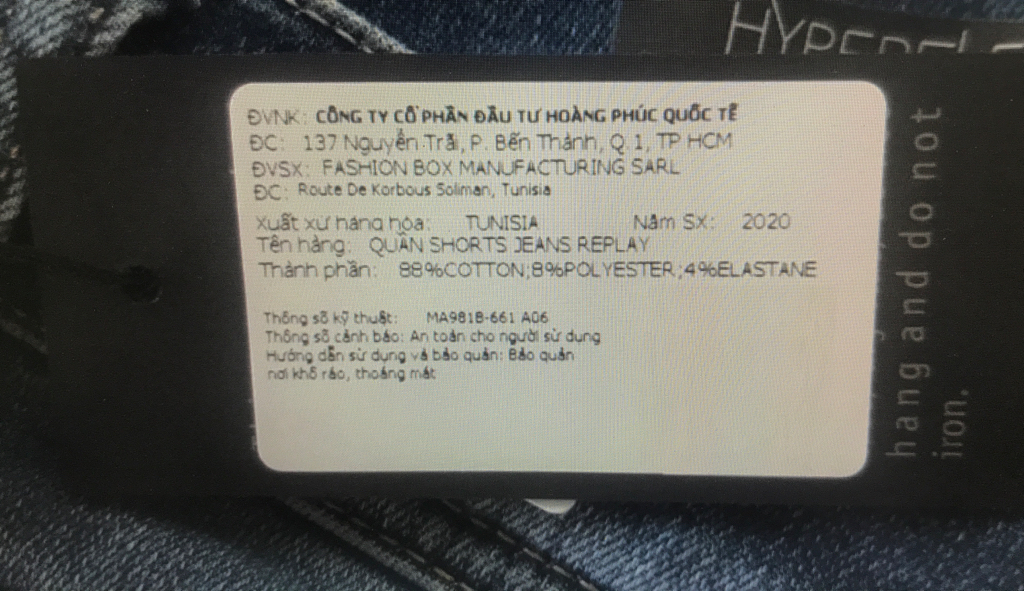 ĐVNK: CÔNG TY CỔ PHẦN ĐẦU TƯ HOÀNG PHÚC QUỐC TẾ
ĐC: 137 Nguyễn Trãi, P. Bến Thành, Q 1, TP HCM
ĐVSX: FASHION BOX MANUFACTURING SARL
ĐC: Route De Korbous Soliman, Tunisia
Xuất xứ hàng hóa: TUNISIA Năm SX: 2020
Tên hàng: QUẦN SHORTS JEANS REPLAY
Thành phần: 88%COTTON;8%POLYESTER;4%ELASTANE
Thông số kỹ thuật: MA981B-661 A06
Thông số cảnh báo: An toàn cho người sử dụng
Hướng dẫn sử dụng và bảo quản: Bảo quản
nơi khô ráo, thoáng mát
hang and do not
iron.